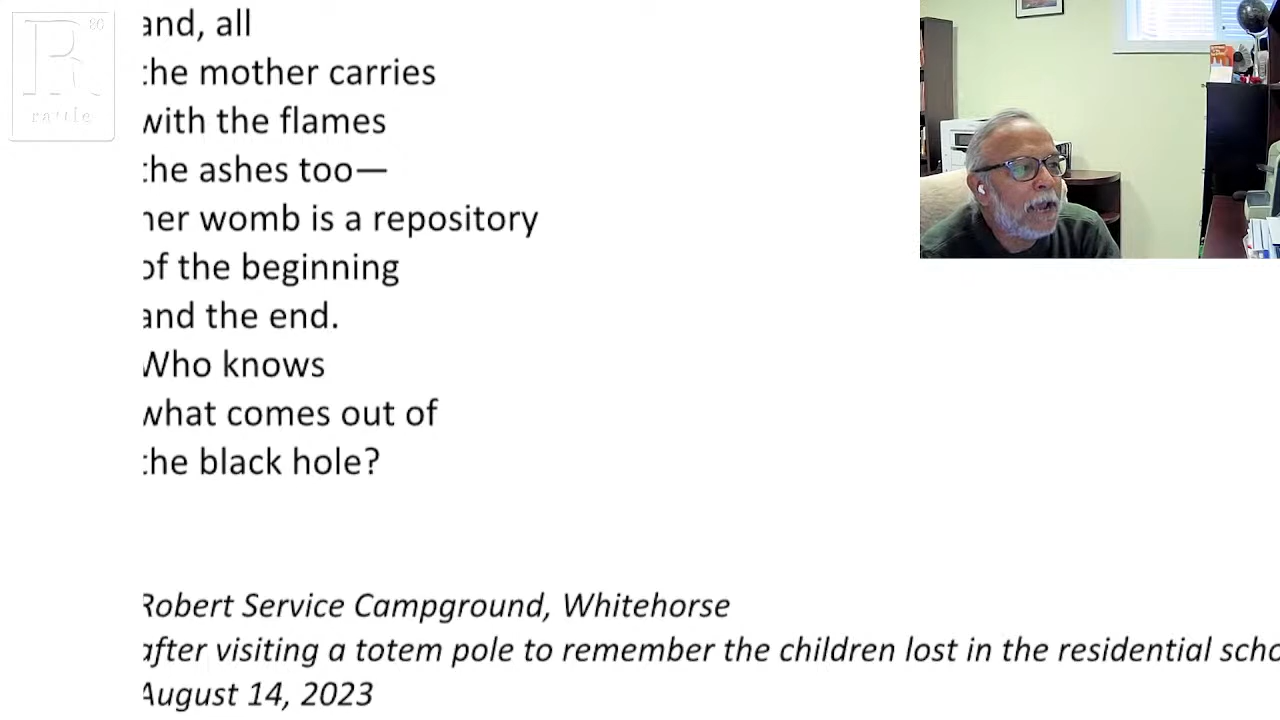 R
80
rattle
and, all
the mother carries
with the flames
the ashes too—
her womb is a repository
of the beginning
and the end.
Who knows
what comes out of
the black hole?
Robert Service Campground, Whitehorse
after visiting a totem pole to remember the children lost in the residential scho
August 14, 2023